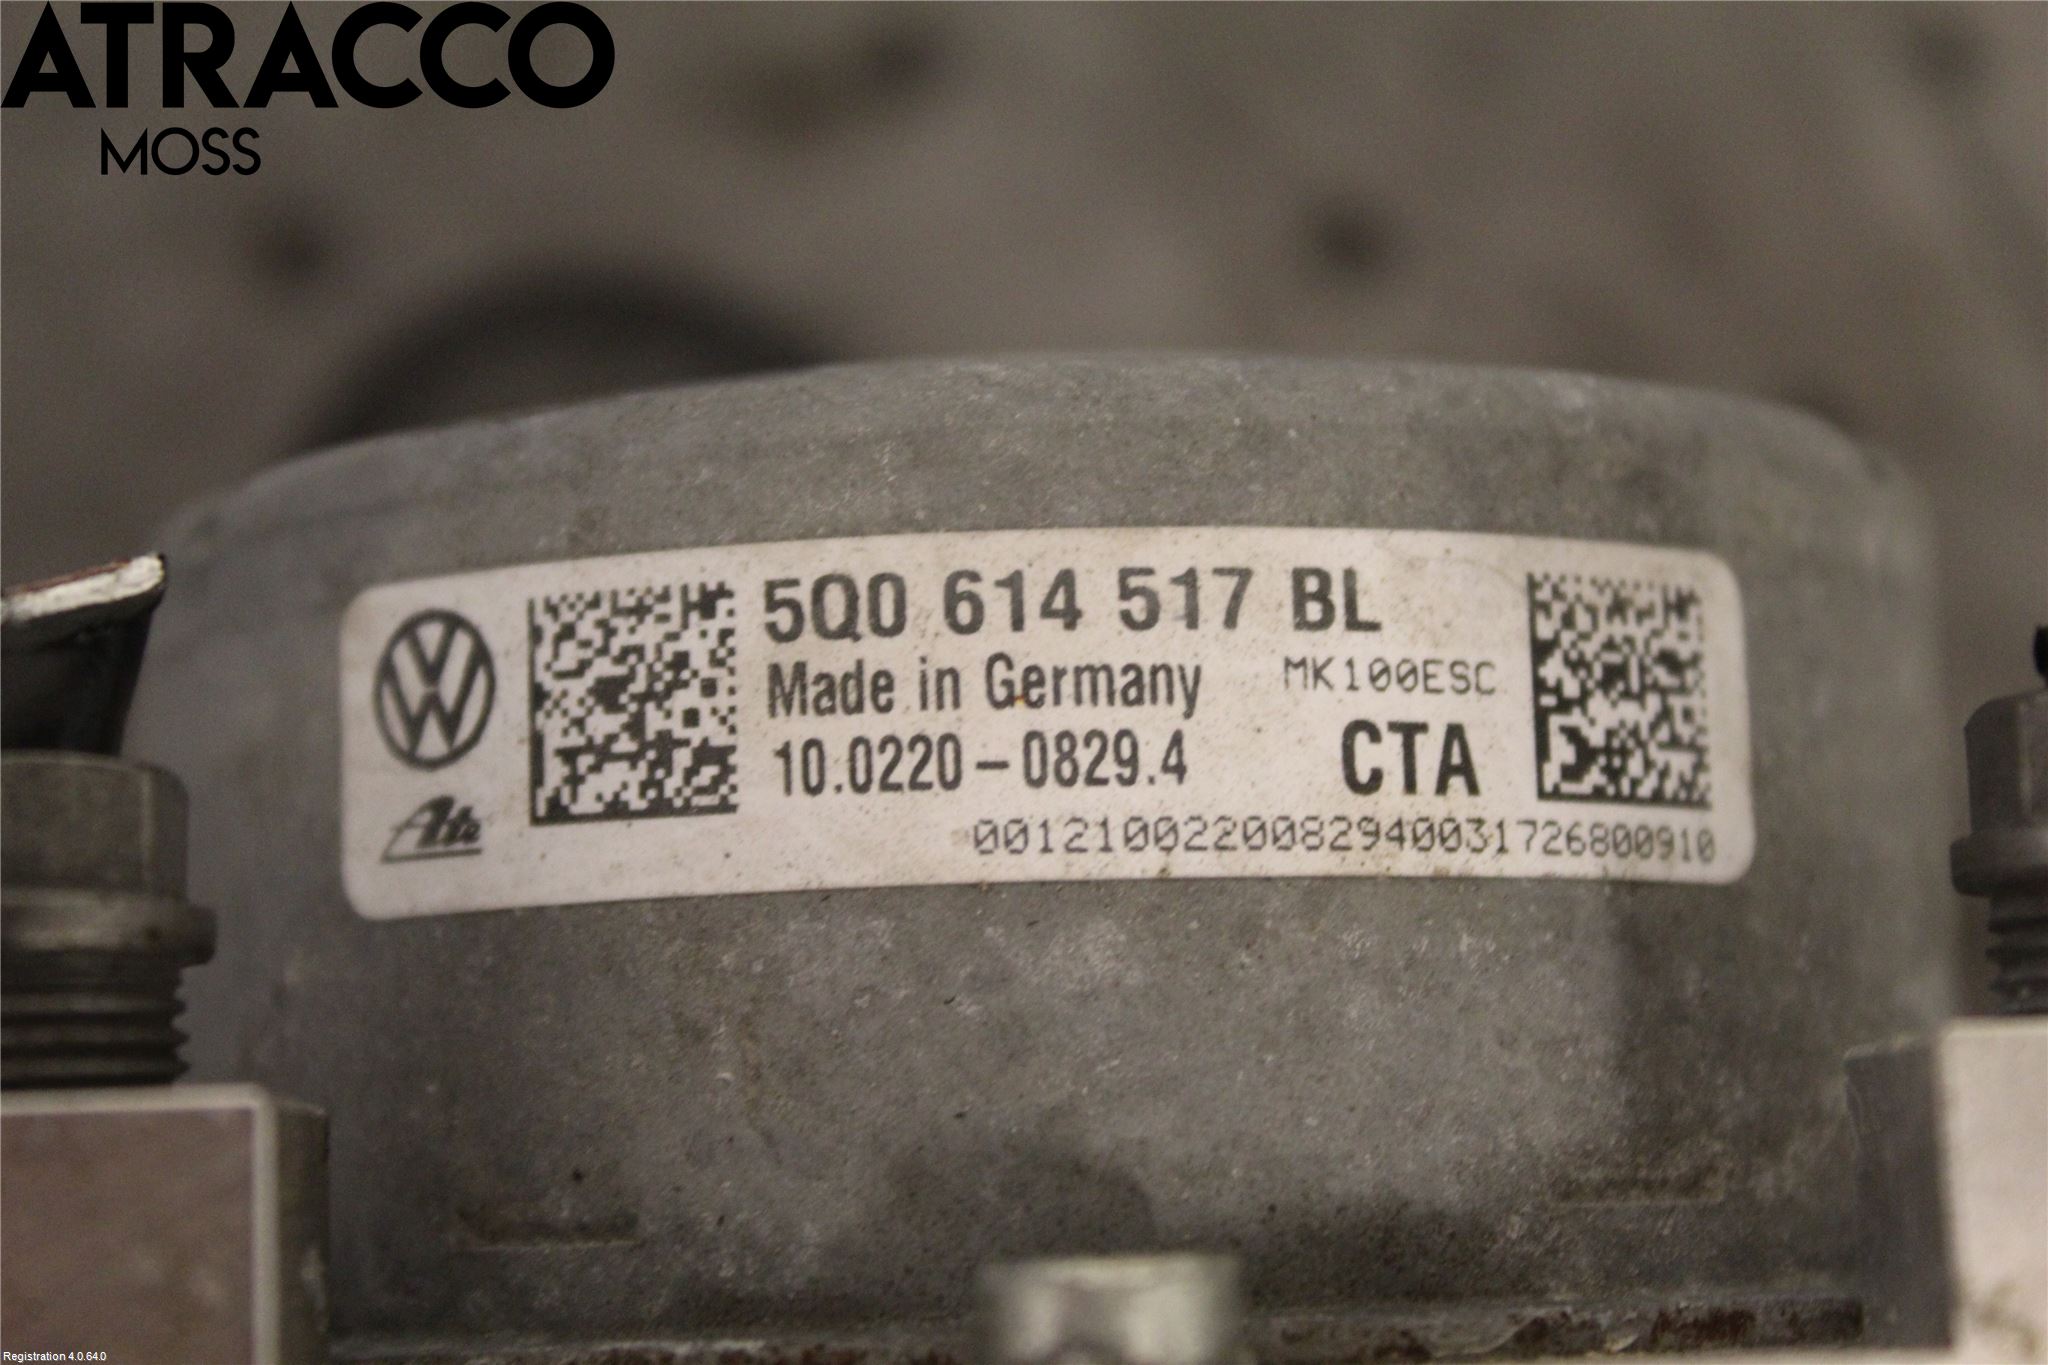 ATRACCO
MOSS
5Q0 614 517 BL
Made in Germany MK100ESC
10.0220-0829.4 CTA
Ate
0012100220082940031726800910
Registration 4.0.64.0